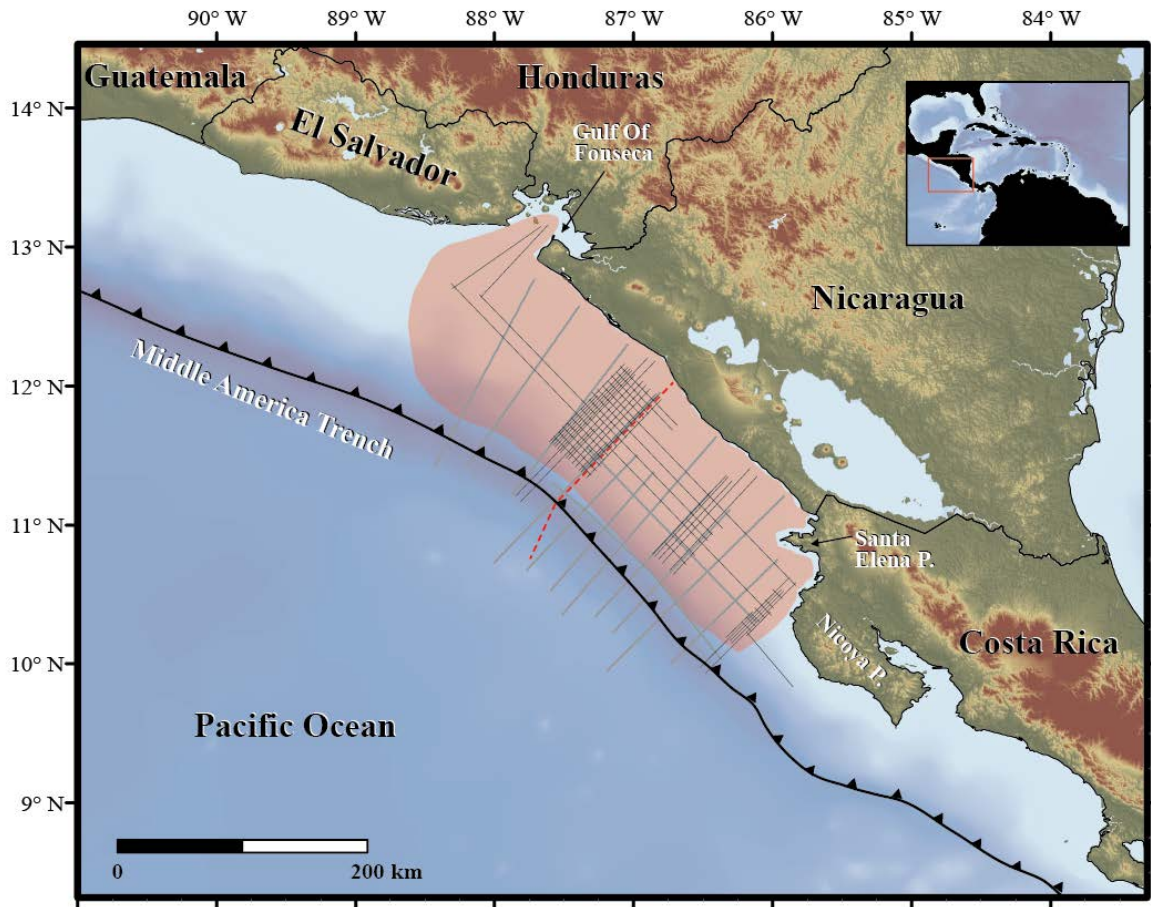 90° W
89° W
88° W
87° W
86° W
85° W
84° W
14° N
13° N
12° N
11° N
10° N
9° N
Guatemala
Honduras
El Salvador
Gulf Of
Fonseca
Nicaragua
Middle America Trench
Santa
Elena P.
Nicoya P.
Costa Rica
Pacific Ocean
0
200 km